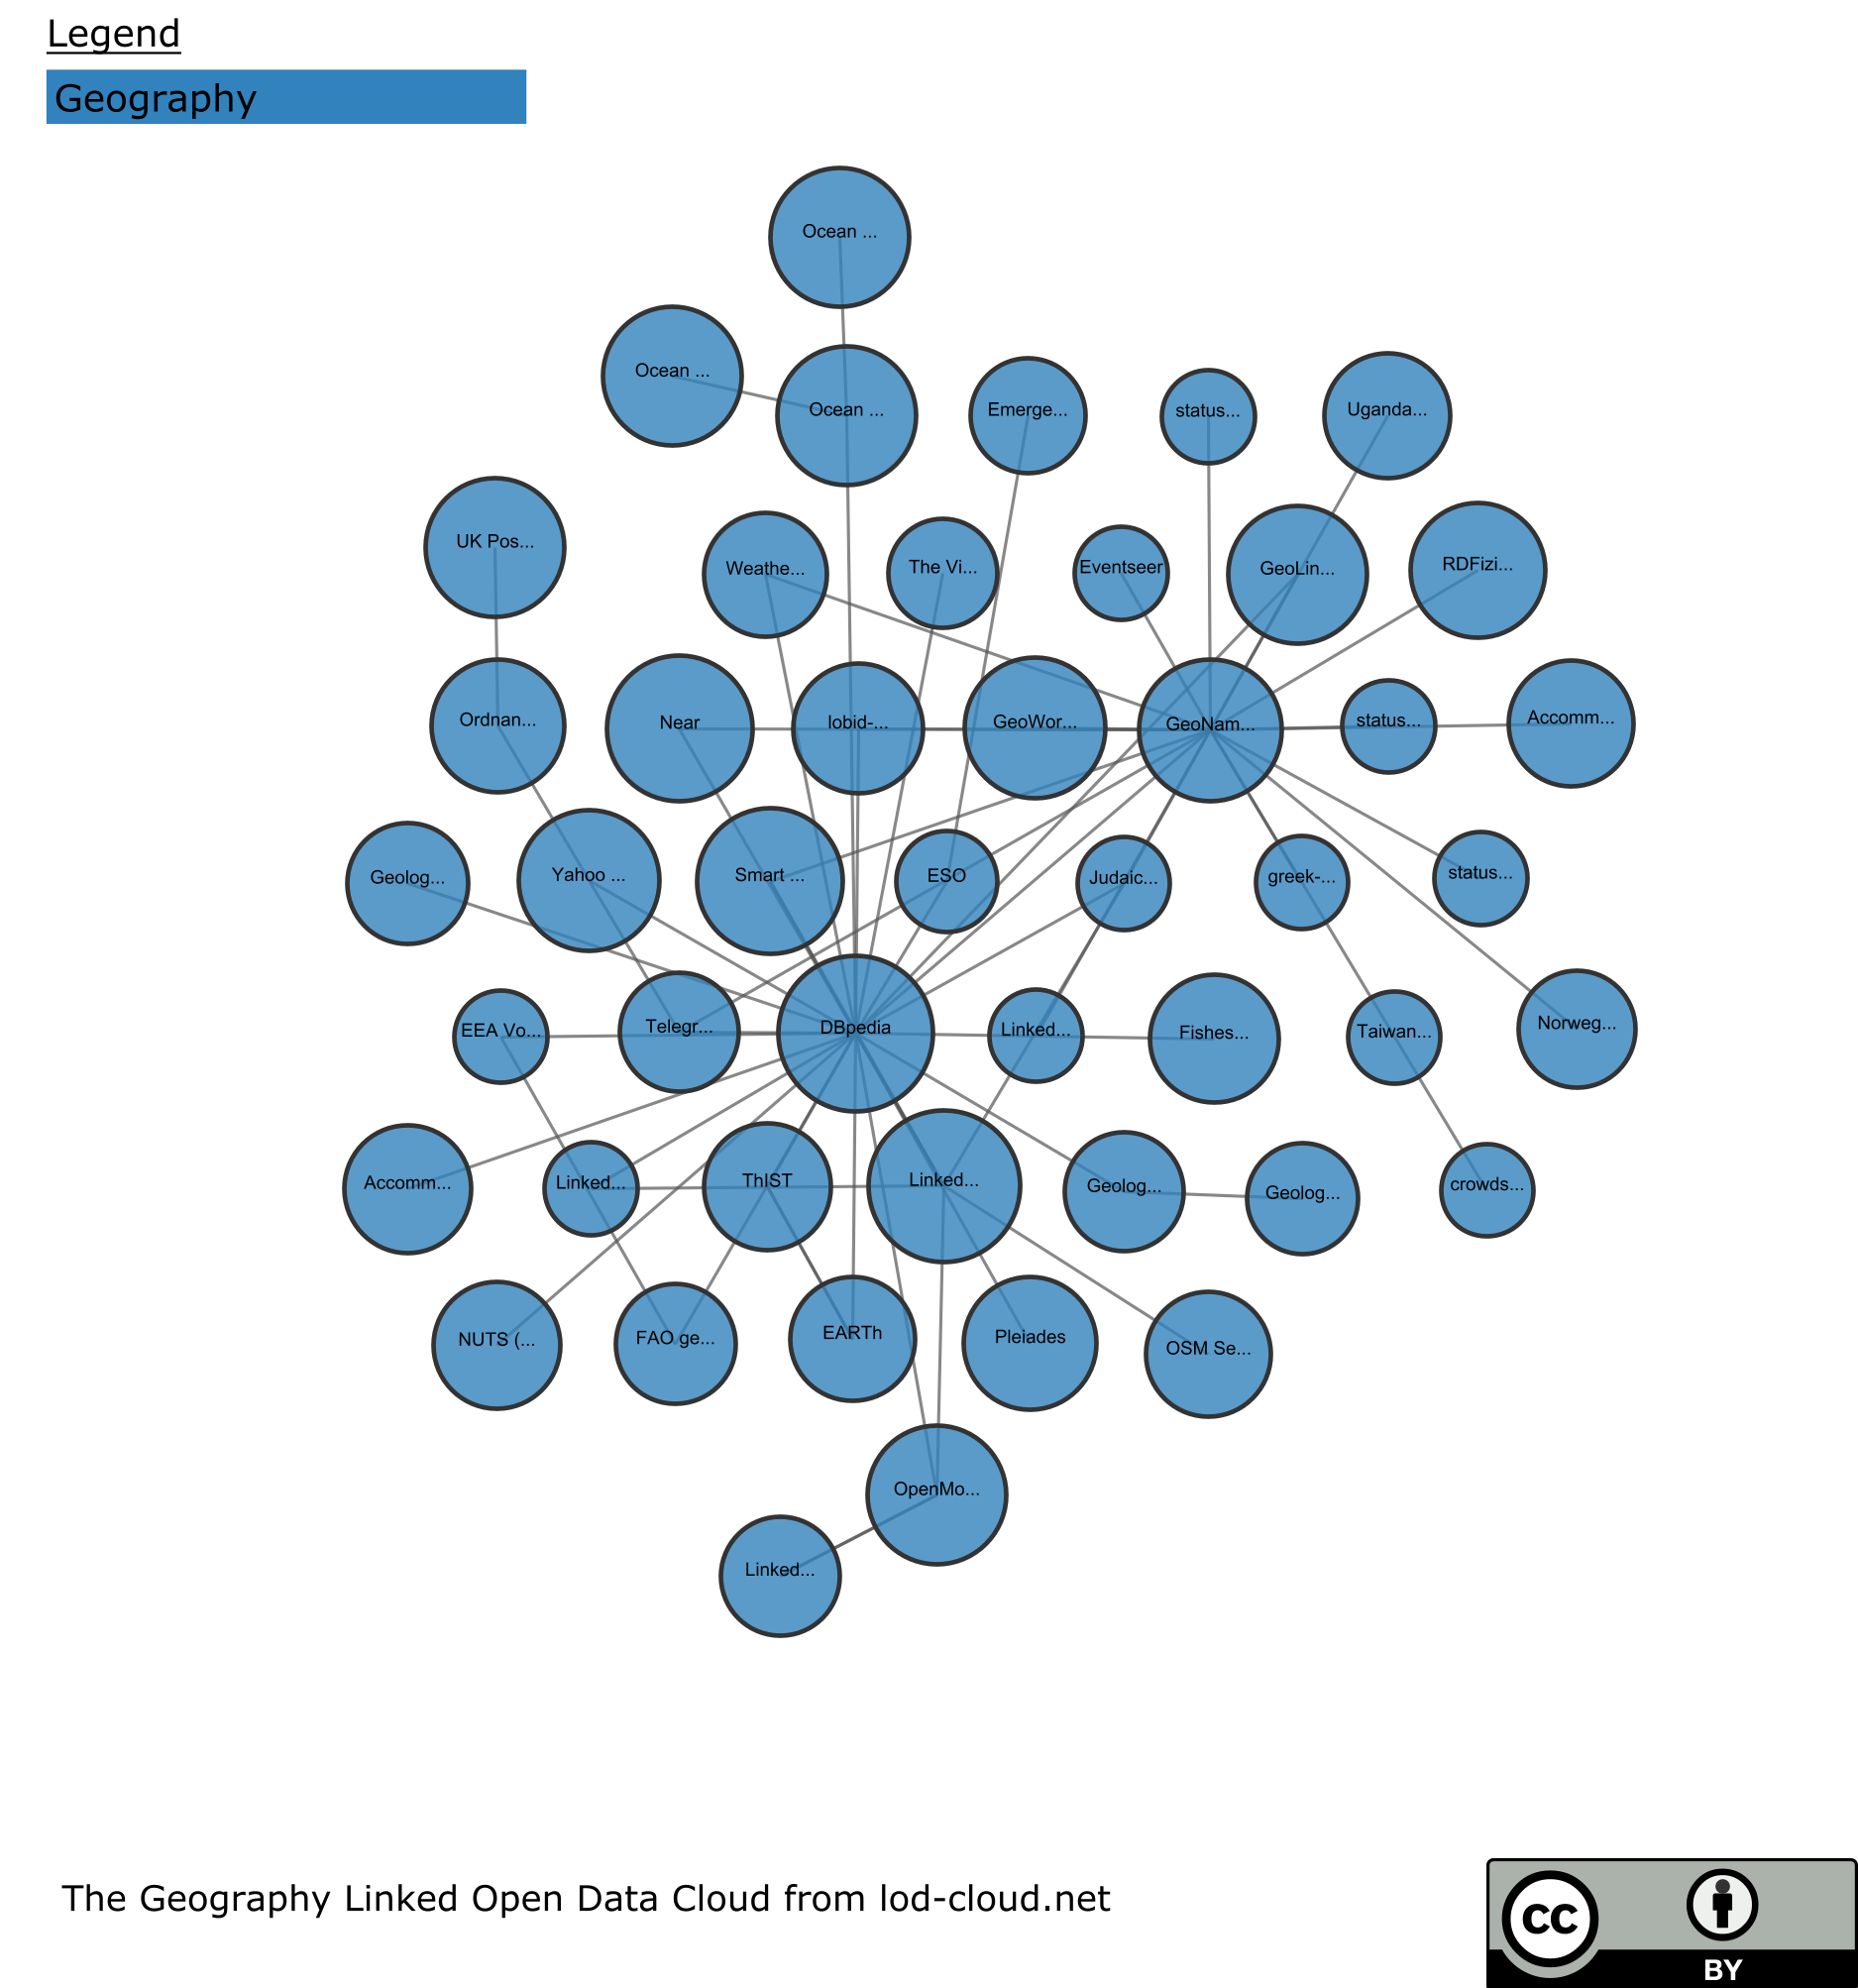 Legend
Geography
Ocean ...
Ocean ...
Ocean ...
Emerge...
status...
Uganda...
UK Pos...
Weathe...
The Vi...
Eventseer
GeoLin...
RDFizi...
Ordnan...
Near
lobid-...
GeoWor...
GeoNam...
status...
Accomm...
Geolog...
Yahoo ...
Smart ...
ESO
Judaic...
greek-...
status...
EEA Vo...
Telegr...
DBpedia
Linked...
Fishes...
Taiwan...
Norweg...
Accomm...
Linked...
ThIST
Linked...
Geolog...
Geolog...
crowds...
NUTS (...
FAO ge...
EARTh
Pleiades
OSM Se...
OpenMo...
Linked...
The Geography Linked Open Data Cloud from lod-cloud.net
cc
BY